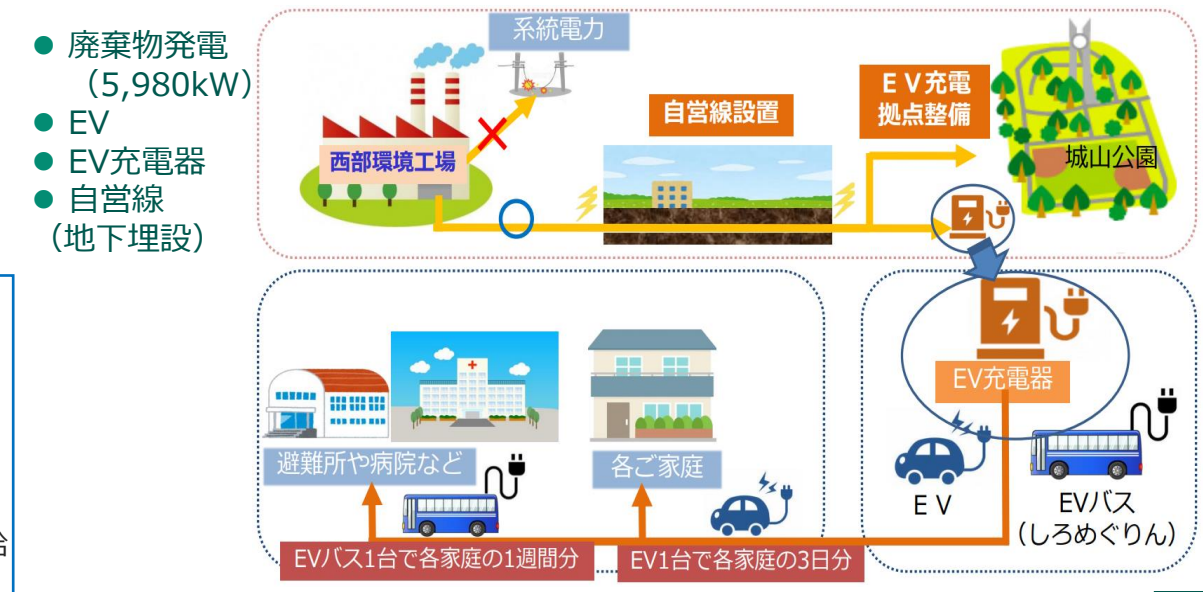 ● 廃棄物発電
（5,980kW）
● EV
● EV充電器
● 自営線
（地下埋設）
系統電力
西部環境工場
自営線設置
ＥＶ充電
拠点整備
城山公園
EV充電器
避難所や病院など
各ご家庭
ＥＶ
EVバス
（しろめぐりん）
EVバス1台で各家庭の1週間分
EV1台で各家庭の3日分